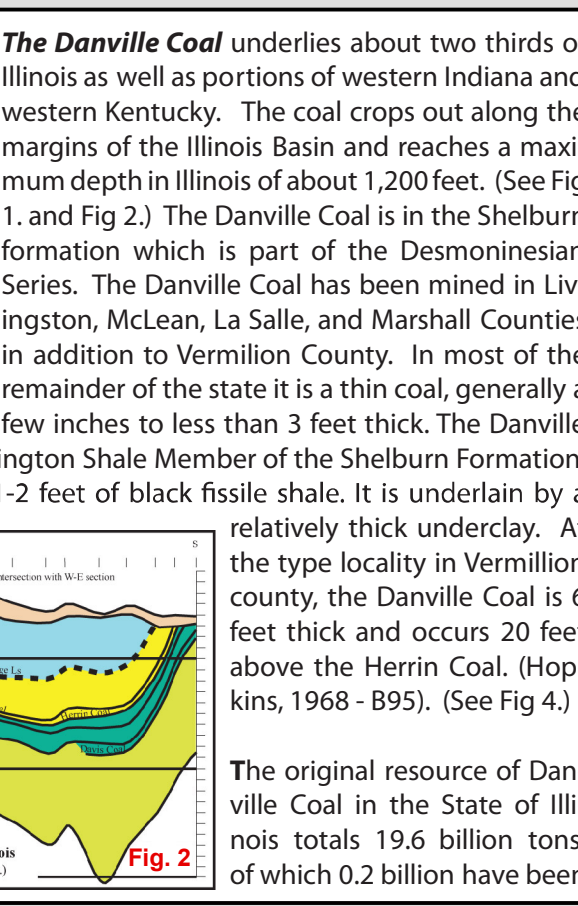 The Danville Coal underlies about two thirds o
Illinois as well as portions of western Indiana and
western Kentucky. The coal crops out along the
margins of the Illinois Basin and reaches a maxi
mum depth in Illinois of about 1,200 feet. (See Fig
1. and Fig 2.) The Danville Coal is in the Shelburn
formation which is part of the Desmoninesian
Series. The Danville Coal has been mined in Liv
ingston, McLean, La Salle, and Marshall Counties
in addition to Vermilion County. In most of the
remainder of the state it is a thin coal, generally a
few inches to less than 3 feet thick. The Danville
ington Shale Member of the Shelburn Formation
1-2 feet of black fissile shale. It is underlain by a
relatively thick underclay. At
the type locality in Vermillion
county, the Danville Coal is 6
feet thick and occurs 20 feet
above the Herrin Coal. (Hop
kins, 1968 - B95). (See Fig 4.)
The original resource of Dan
ville Coal in the State of Illi
nois totals 19.6 billion tons
of which 0.2 billion have been
S
ntersection with W-E section
ge Ls
Herrin Coal
Davis Coal
ois
.)
Fig. 2